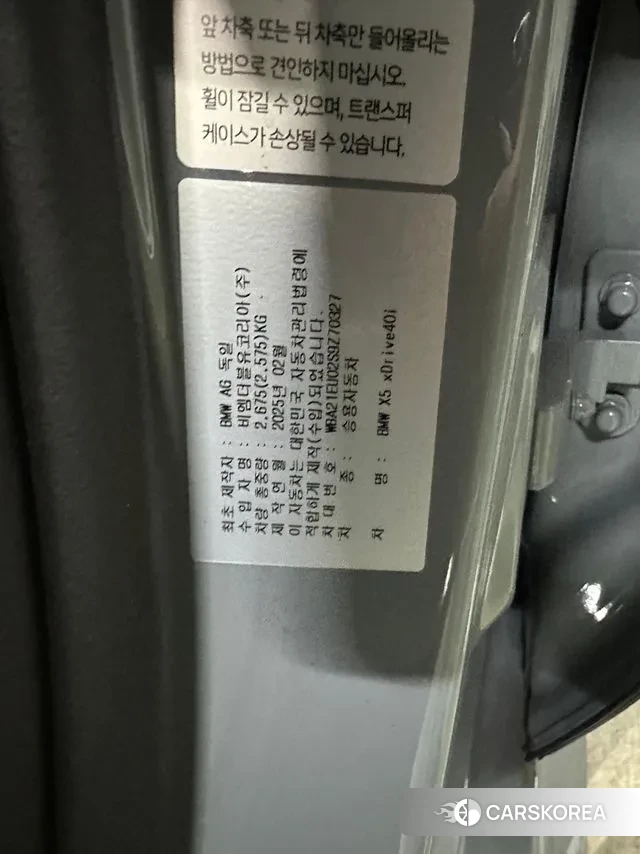 앞 차축 또는 뒤 차축만 들어올리는
방법으로 견인하지 마십시오.
휠이 잠길 수 있으며, 트랜스퍼
케이스가 손상될 수 있습니다.
최초 제작자 : BMW AG 독일
수 입 자 명 : 비엠더블유코리아(주)
차량 총중량 : 2,675(2,575)KG
제 작 연 월 : 2025년 02월
이 자동차는 대한민국 자동차관리법령에
적합하게 제작(수입)되었습니다.
차 대 번 호 : WBA21EU02S9Z70327
차 종 : 승용자동차
차 명 : BMW X5 xDrive40i
CARSKOREA